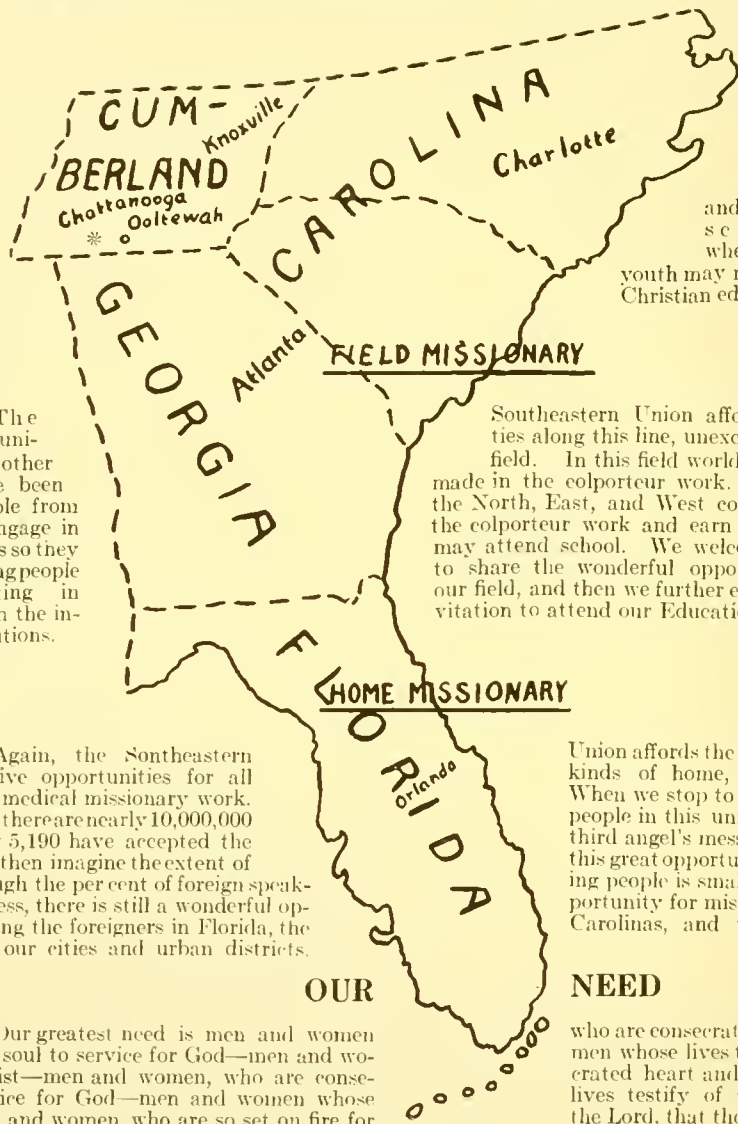 CUM-
Knoxville
BERLAND
Chattanooga
Ooltewah
CAROLINA
Charlotte
and
sc
whe
youth may r
Christian ed
GEORGIA
Atlanta
FIELD MISSIONARY
The Southeastern Union affo
uni- ties along this line, unexc
other field. In this field world
e been made in the colporteur work.
ple from the North, East, and West co
ngage in the colporteur work and earn
s so they may attend school. We welc
ng people to share the wonderful oppo
ting in our field, and then we further e
n the in- vitation to attend our Educati
utions.
FLORIDA
HOME MISSIONARY
Orlando
Again, the Sontheastern Union affords the
ive opportunities for all kinds of home,
medical missionary work. When we stop to
there are nearly 10,000,000 people in this un
5,190 have accepted the third angel's mess
then imagine the extent of this great opportu
gh the per cent of foreign speak- ing people is smal
ess, there is still a wonderful op- portunity for mis
ng the foreigners in Florida, the Carolinas, and
our cities and urban districts.
OUR NEED
Our greatest need is men and women who are consecrat
soul to service for God—men and wo- men whose lives t
ist—men and women, who are conse- crated heart and
ice for God—men and women whose lives testify of
and women who are so set on fire for the Lord, that tho